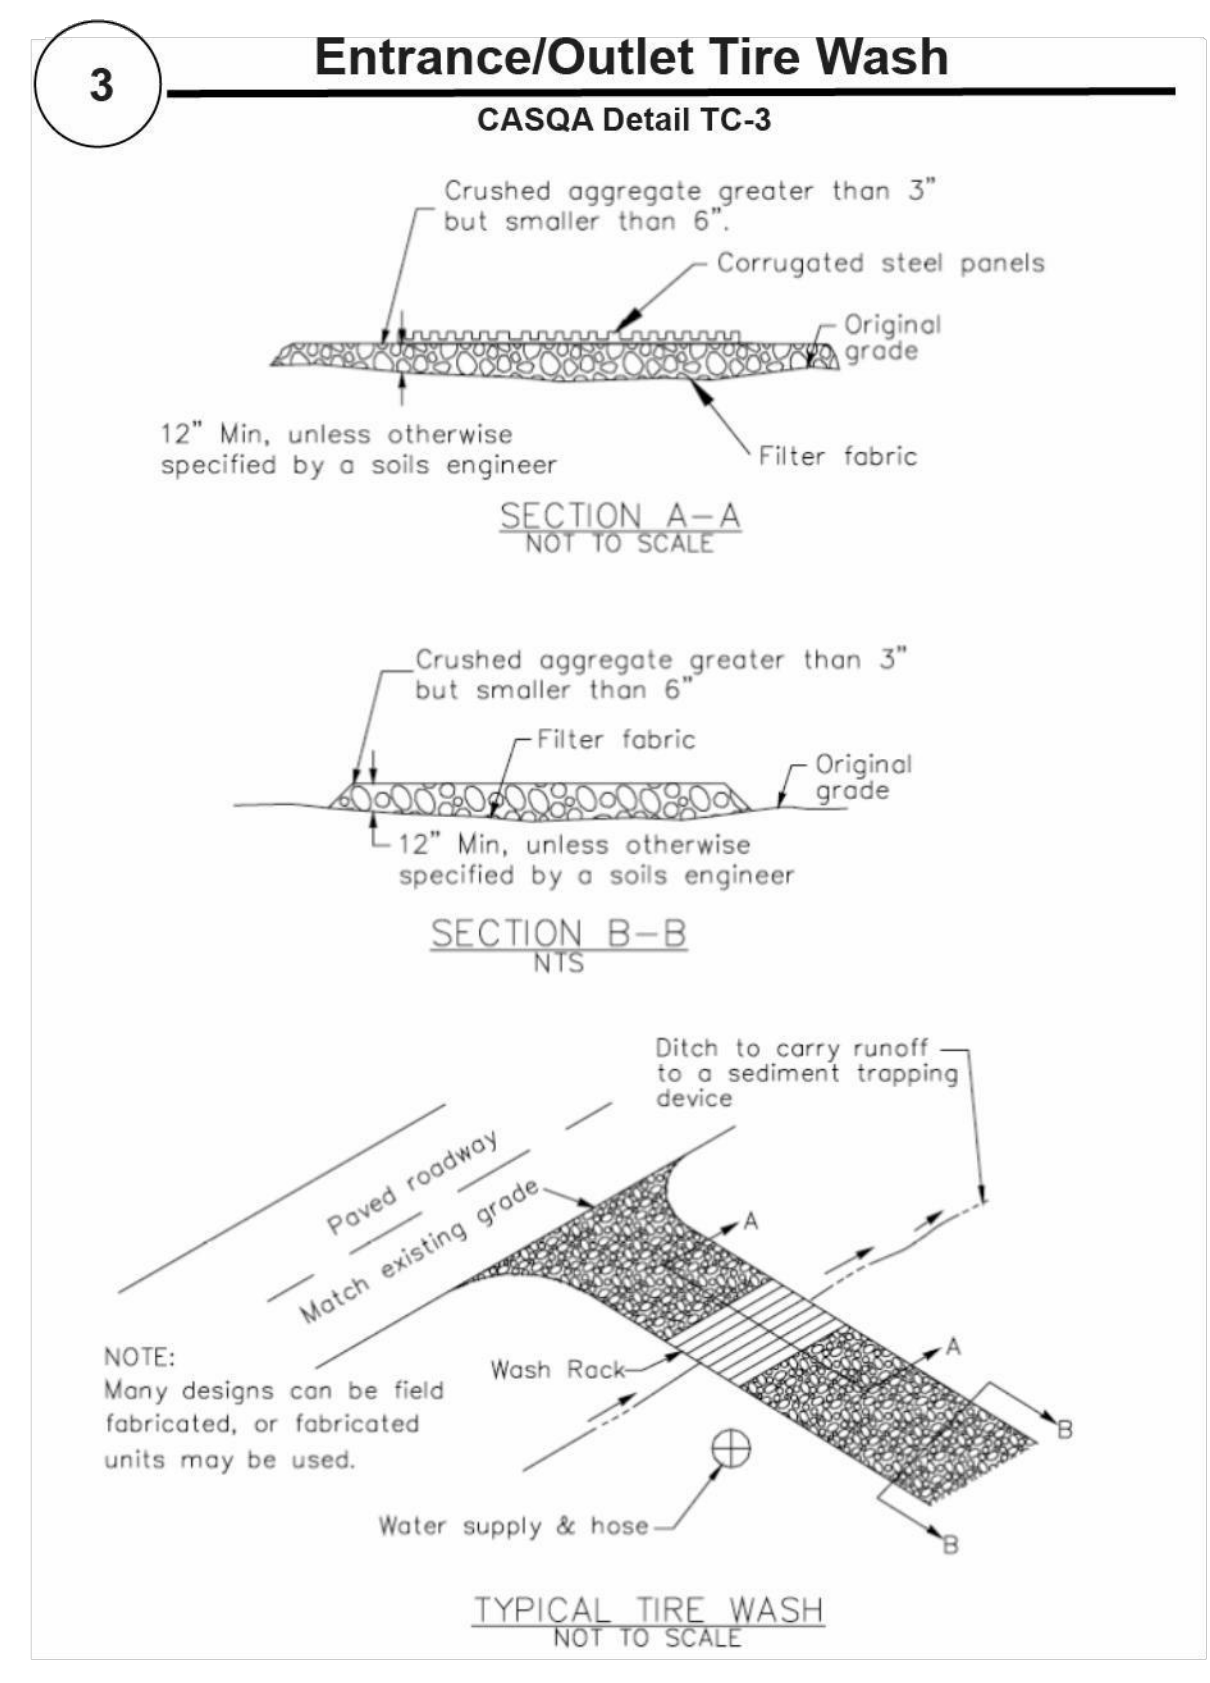 3
Entrance/Outlet Tire Wash
CASQA Detail TC-3
Crushed aggregate greater than 3"
but smaller than 6".
Corrugated steel panels
Original
grade
12" Min, unless otherwise
specified by a soils engineer
Filter fabric
SECTION A-A
NOT TO SCALE
Crushed aggregate greater than 3"
but smaller than 6"
Filter fabric
Original
grade
12" Min, unless otherwise
specified by a soils engineer
SECTION B-B
NTS
Ditch to carry runoff
to a sediment trapping
device
Paved roadway
Match existing grade
A
A
NOTE:
Many designs can be field
fabricated, or fabricated
units may be used.
Wash Rack
B
Water supply & hose
B
TYPICAL TIRE WASH
NOT TO SCALE